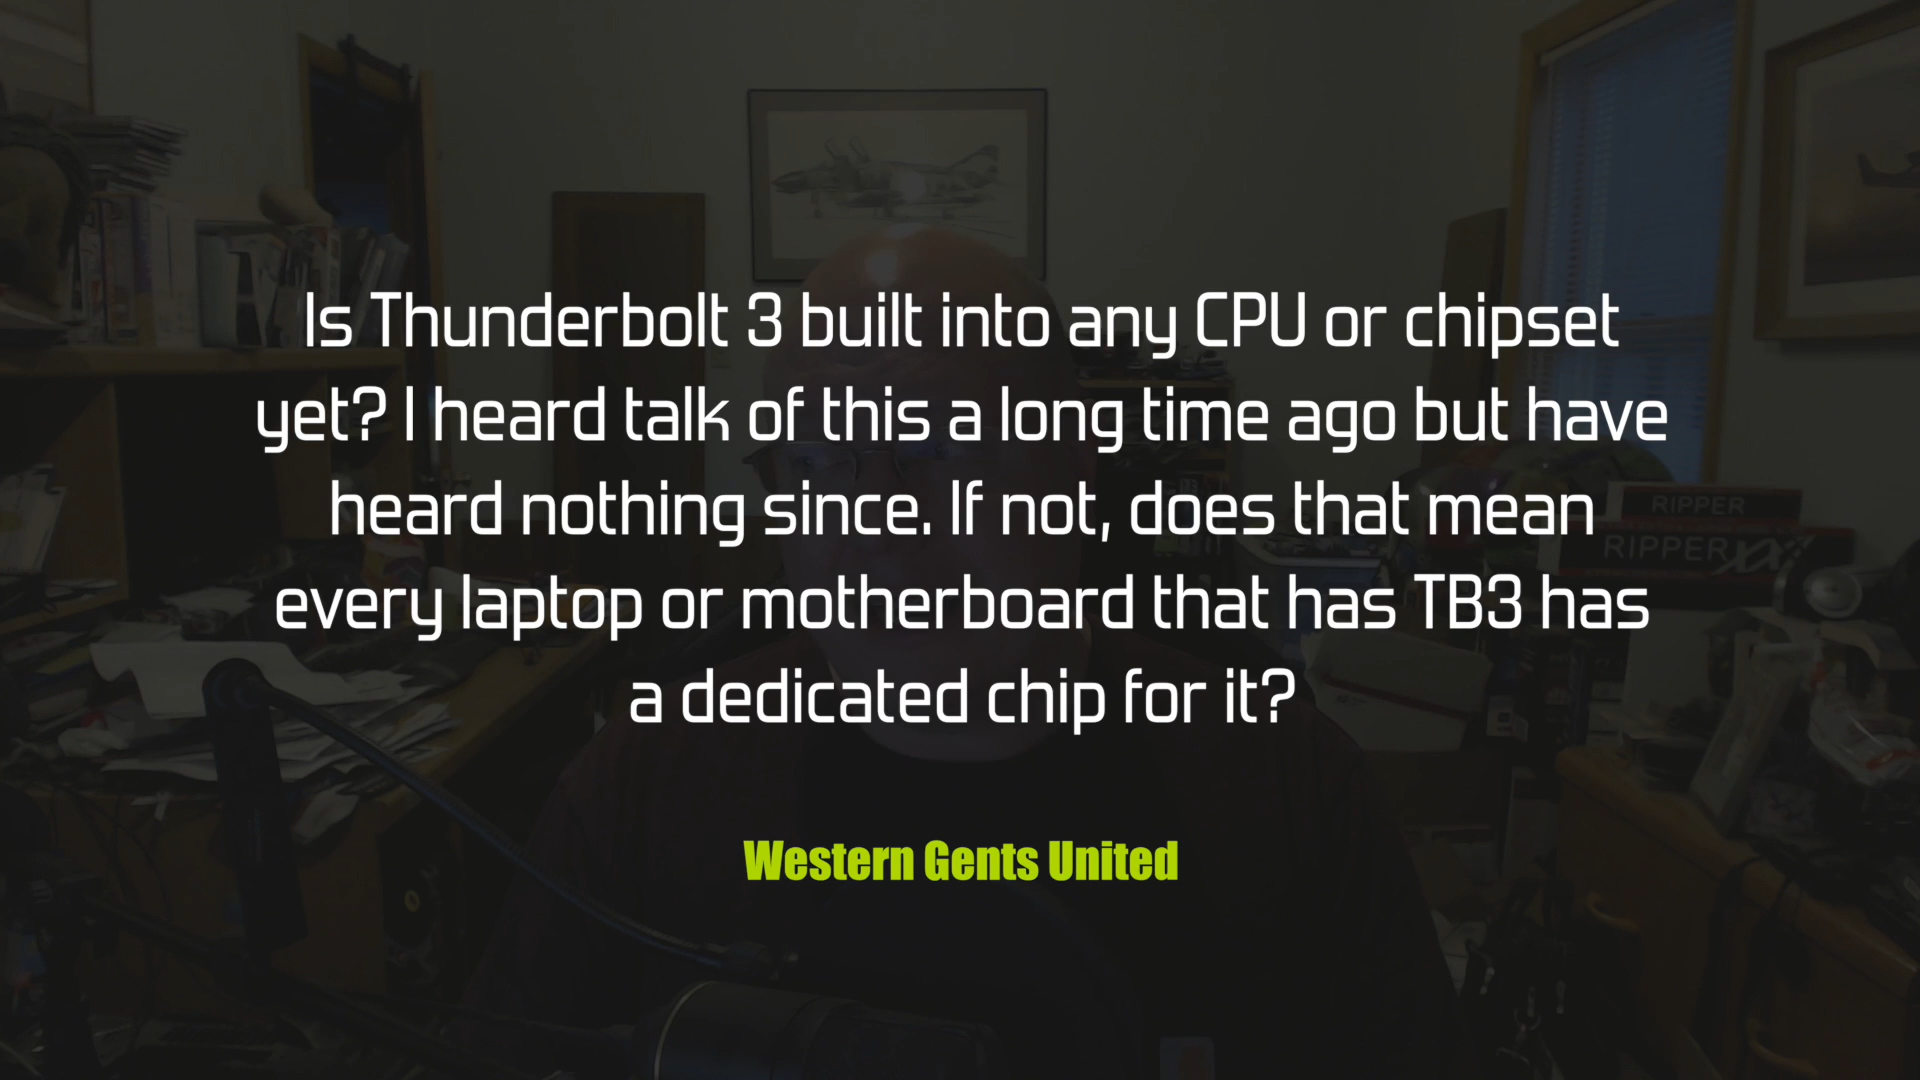 Is Thunderbolt 3 built into any CPU or chipset
yet? I heard talk of this a long time ago but have
heard nothing since. If not, does that mean
every laptop or motherboard that has TB3 has
a dedicated chip for it?
Western Gents United
RIPPER
RIPPER